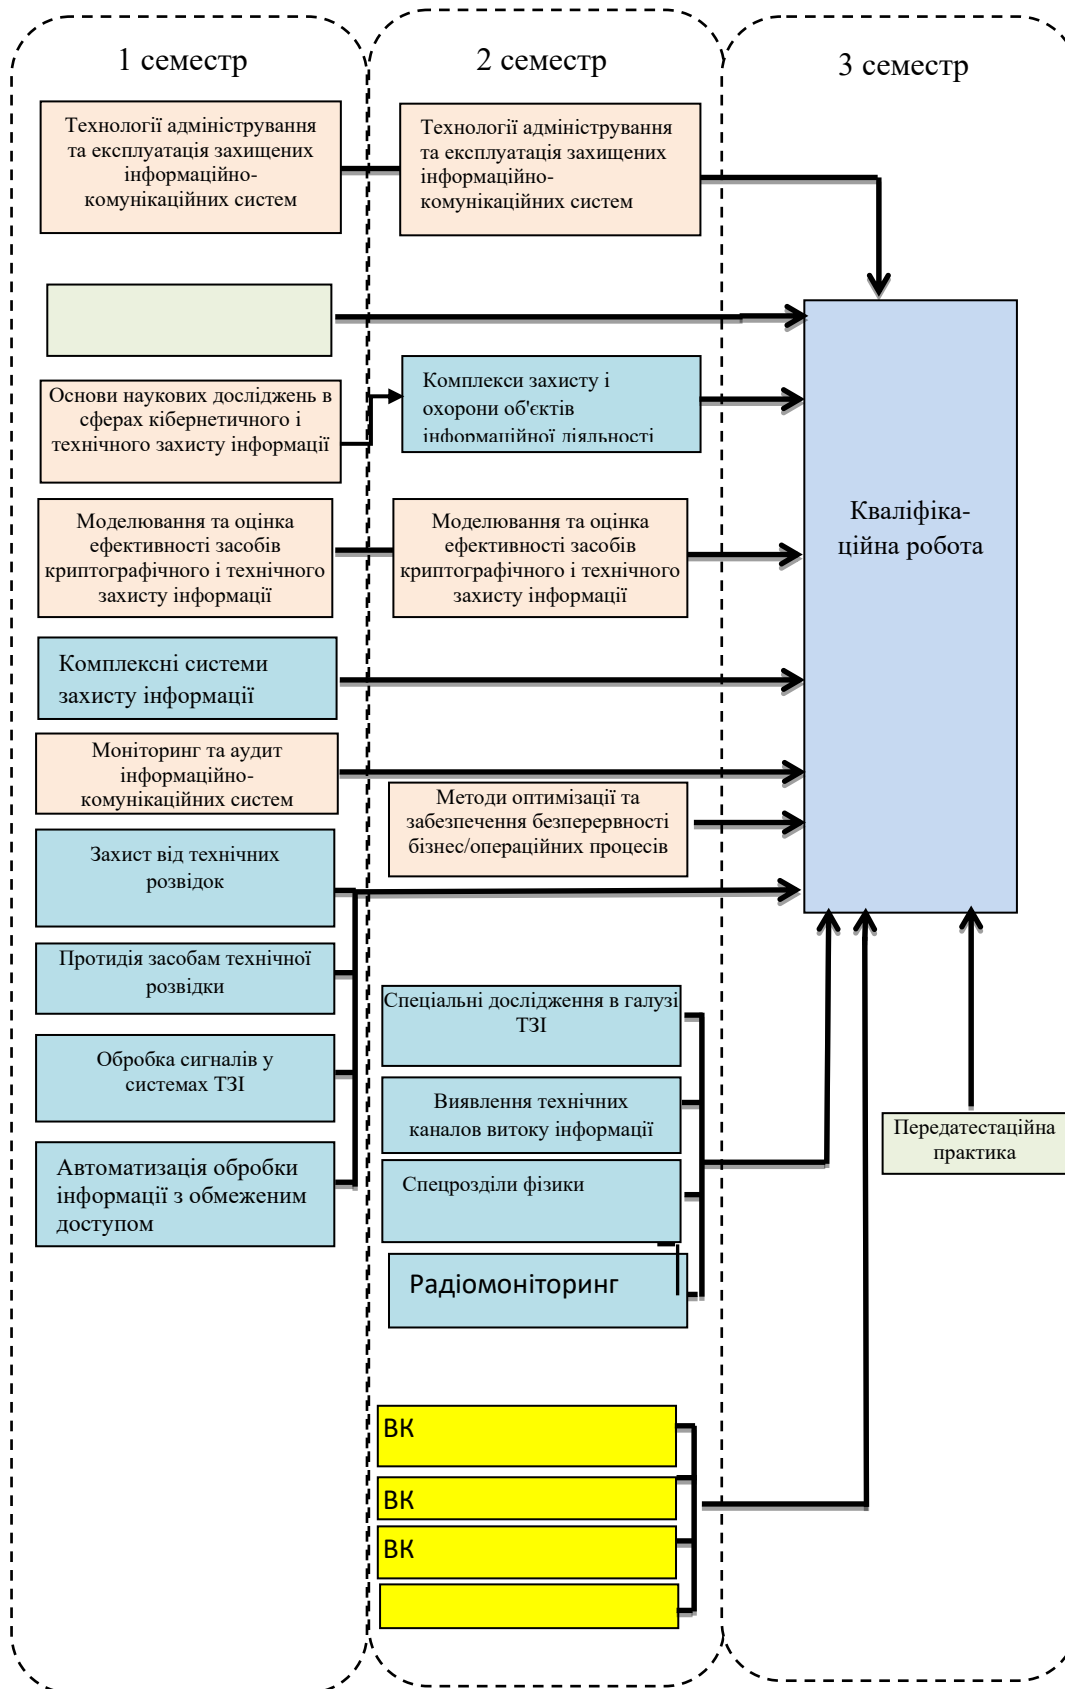 1 семестр
2 семестр
3 семестр
Технології адміністрування
та експлуатація захищених
інформаційно-
комунікаційних систем
Технології адміністрування
та експлуатація захищених
інформаційно-
комунікаційних систем
Основи наукових досліджень в
сферах кібернетичного і
технічного захисту інформації
Комплекси захисту і
охорони об'єктів
інформаційної діяльності
Моделювання та оцінка
ефективності засобів
криптографічного і технічного
захисту інформації
Моделювання та оцінка
ефективності засобів
криптографічного і технічного
захисту інформації
Кваліфіка-
ційна робота
Комплексні системи
захисту інформації
Моніторинг та аудит
інформаційно-
комунікаційних систем
Методи оптимізації та
забезпечення безперервності
бізнес/операційних процесів
Захист від технічних
розвідок
Протидія засобам технічної
розвідки
Обробка сигналів у
системах ТЗІ
Автоматизація обробки
інформації з обмеженим
доступом
Спеціальні дослідження в галузі
ТЗІ
Виявлення технічних
каналов витоку інформації
Спецрозділи фізики
Радіомоніторинг
Передатестаційна
практика
ВК
ВК
ВК